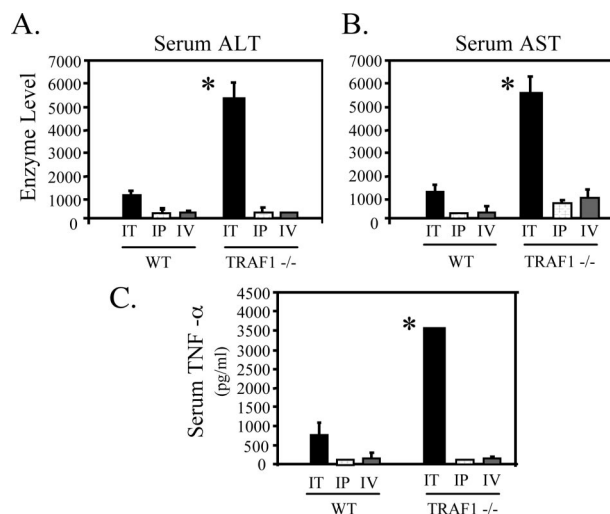 A.
Serum ALT
Enzyme Level
7000
6000
5000
4000
3000
2000
1000
0
*
IT IP IV IT IP IV
WT TRAF1 -/-
B.
Serum AST
7000
6000
5000
4000
3000
2000
1000
0
*
IT IP IV IT IP IV
WT TRAF1 -/-
C.
Serum TNF -α
(pg/ml)
4500
4000
3500
3000
2500
2000
1500
1000
500
0
*
IT IP IV IT IP IV
WT TRAF1 -/-